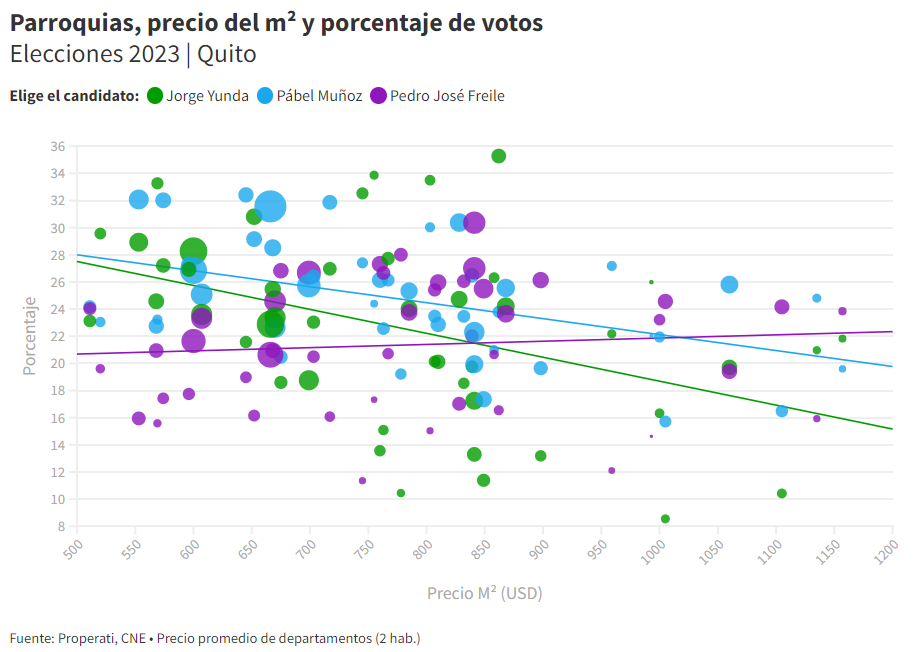 Parroquias, precio del m² y porcentaje de votos
Elecciones 2023 | Quito
Elige el candidato: Jorge Yunda Pábel Muñoz Pedro José Freile
36
34
32
30
28
26
24
22
20
18
16
14
12
10
8
Porcentaje
500 550 600 650 700 750 800 850 900 950 1000 1050 1100 1150 1200
Precio M² (USD)
Fuente: Properati, CNE • Precio promedio de departamentos (2 hab.)